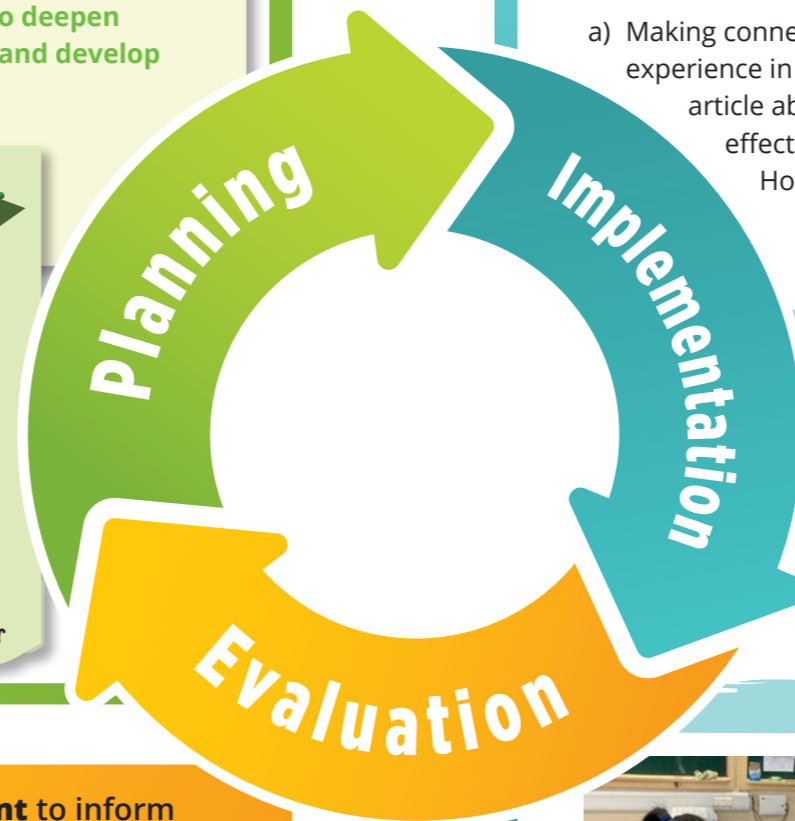 o deepen
and develop
a) Making conne
experience in
article ab
effect
Ho
Planning
Implementation
Evaluation
nt to inform